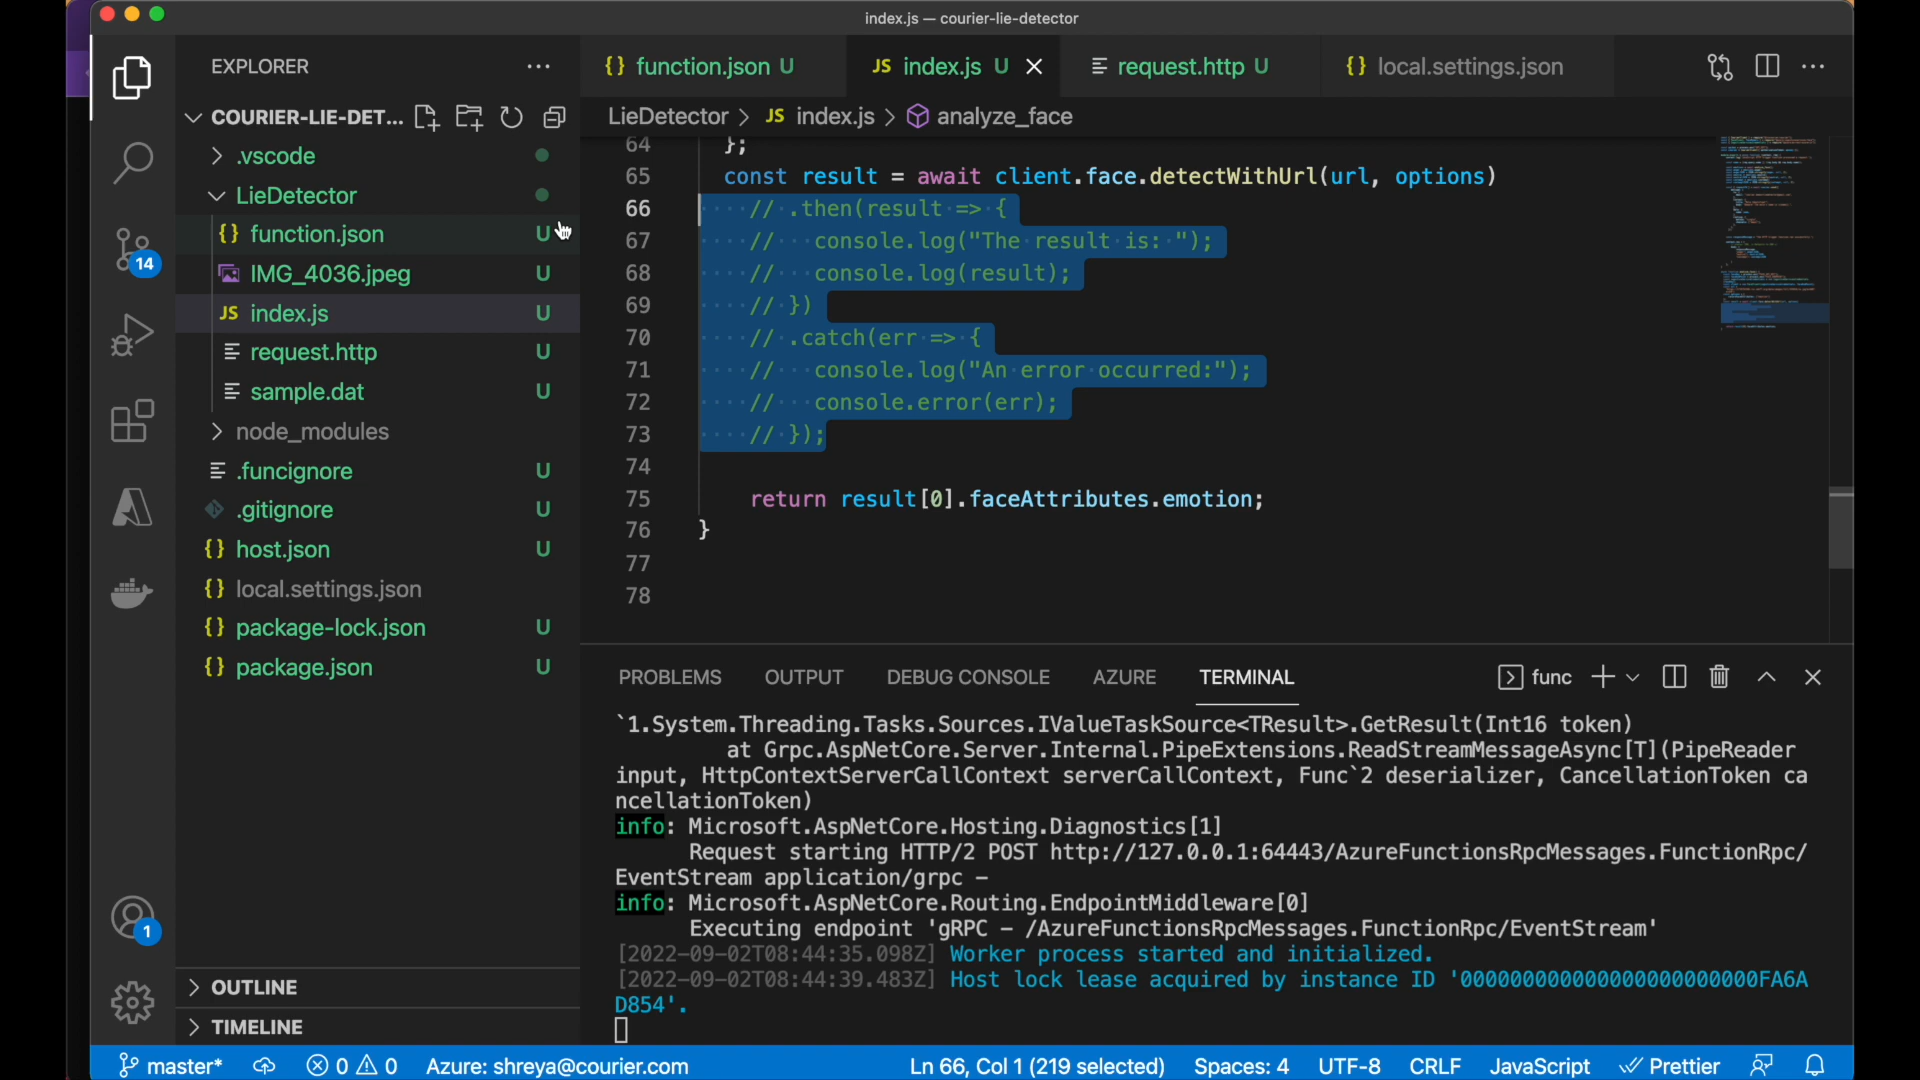 index.js — courier-lie-detector
EXPLORER
function.json U
JS index.js U
request.http U
local.settings.json
COURIER-LIE-DET...
LieDetector > JS index.js > analyze_face
.vscode
LieDetector
function.json U
IMG_4036.jpeg U
JS index.js U
request.http U
sample.dat U
node_modules
.funcignore U
.gitignore U
host.json U
local.settings.json
package-lock.json U
package.json U
14
1
OUTLINE
TIMELINE
64 };
65 const result = await client.face.detectWithUrl(url, options)
66 // .then(result => {
67 // console.log("The result is: ");
68 // console.log(result);
69 // })
70 // .catch(err => {
71 // console.log("An error occurred:");
72 // console.error(err);
73 // });
74
75 return result[0].faceAttributes.emotion;
76 }
77
78
PROBLEMS OUTPUT DEBUG CONSOLE AZURE TERMINAL func
`1.System.Threading.Tasks.Sources.IValueTaskSource<TResult>.GetResult(Int16 token)
at Grpc.AspNetCore.Server.Internal.PipeExtensions.ReadStreamMessageAsync[T](PipeReader
input, HttpContextServerCallContext serverCallContext, Func`2 deserializer, CancellationToken ca
ncellationToken)
info: Microsoft.AspNetCore.Hosting.Diagnostics[1]
Request starting HTTP/2 POST http://127.0.0.1:64443/AzureFunctionsRpcMessages.FunctionRpc/
EventStream application/grpc –
info: Microsoft.AspNetCore.Routing.EndpointMiddleware[0]
Executing endpoint 'gRPC – /AzureFunctionsRpcMessages.FunctionRpc/EventStream'
[2022–09–02T08:44:35.098Z] Worker process started and initialized.
[2022–09–02T08:44:39.483Z] Host lock lease acquired by instance ID '000000000000000000000000FA6A
D854'.
master* 0 0 Azure: shreya@courier.com Ln 66, Col 1 (219 selected) Spaces: 4 UTF-8 CRLF JavaScript Prettier